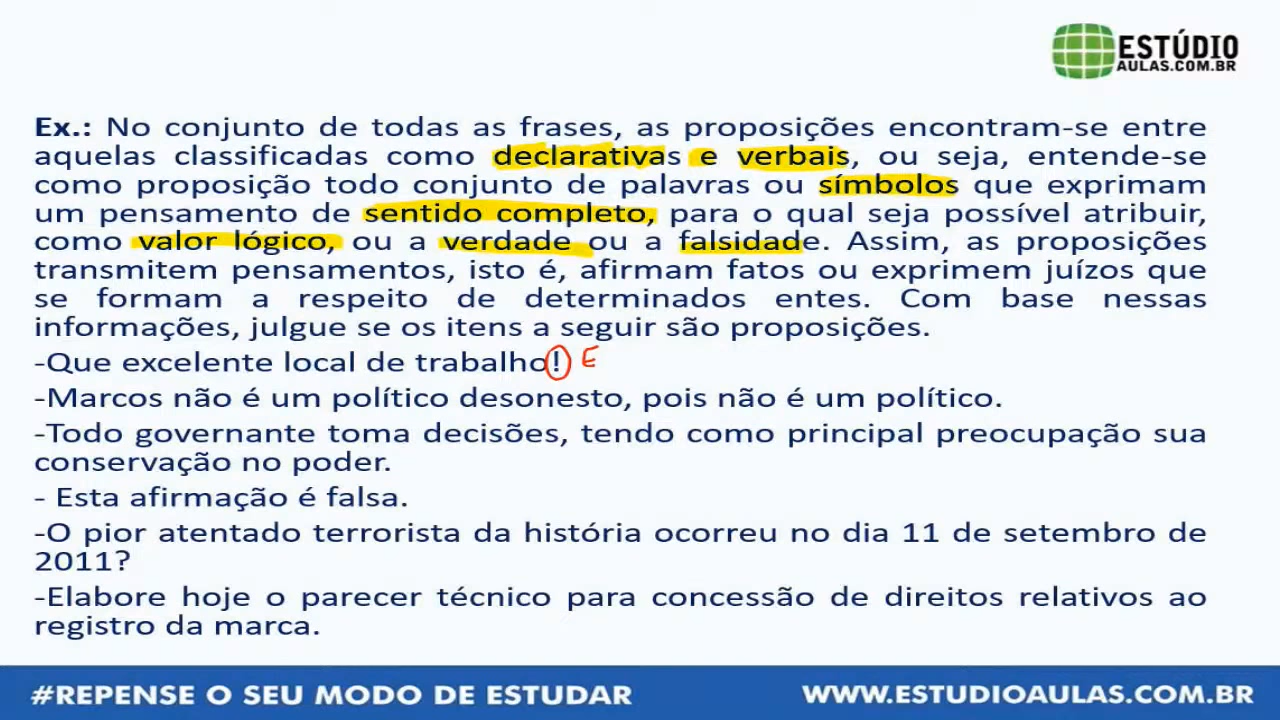 ESTÚDIO
AULAS.COM.BR
Ex.: No conjunto de todas as frases, as proposições encontram-se entre
aquelas classificadas como declarativas e verbais, ou seja, entende-se
como proposição todo conjunto de palavras ou símbolos que exprimam
um pensamento de sentido completo, para o qual seja possível atribuir,
como valor lógico, ou a verdade ou a falsidade. Assim, as proposições
transmitem pensamentos, isto é, afirmam fatos ou exprimem juízos que
se formam a respeito de determinados entes. Com base nessas
informações, julgue se os itens a seguir são proposições.
-Que excelente local de trabalho! E
-Marcos não é um político desonesto, pois não é um político.
-Todo governante toma decisões, tendo como principal preocupação sua
conservação no poder.
- Esta afirmação é falsa.
-O pior atentado terrorista da história ocorreu no dia 11 de setembro de
2011?
-Elabore hoje o parecer técnico para concessão de direitos relativos ao
registro da marca.
#REPENSE O SEU MODO DE ESTUDAR WWW.ESTUDIOAULAS.COM.BR